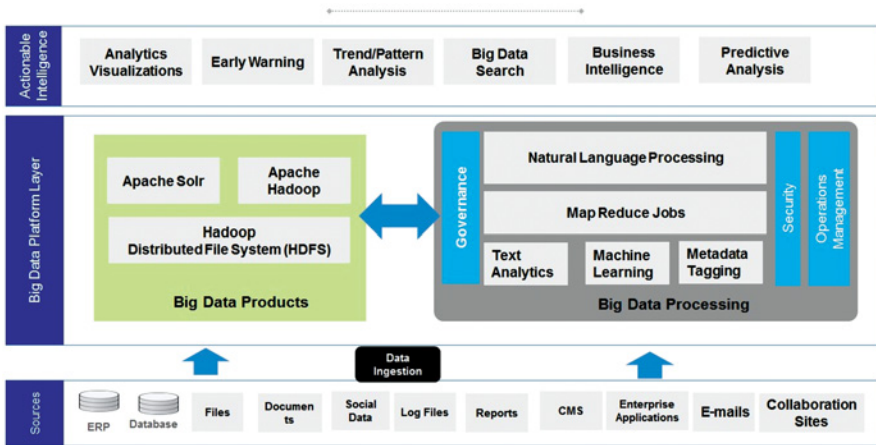 Actionable
Intelligence
Analytics
Visualizations
Early Warning
Trend/Pattern
Analysis
Big Data
Search
Business
Intelligence
Predictive
Analysis
Big Data Platform Layer
Apache Solr
Apache
Hadoop
Hadoop
Distributed File System (HDFS)
Big Data Products
Governance
Natural Language Processing
Map Reduce Jobs
Text
Analytics
Machine
Learning
Metadata
Tagging
Security
Operations
Management
Big Data Processing
Data
Ingestion
Sources
ERP
Database
Files
Documen
ts
Social
Data
Log Files
Reports
CMS
Enterprise
Applications
E-mails
Collaboration
Sites